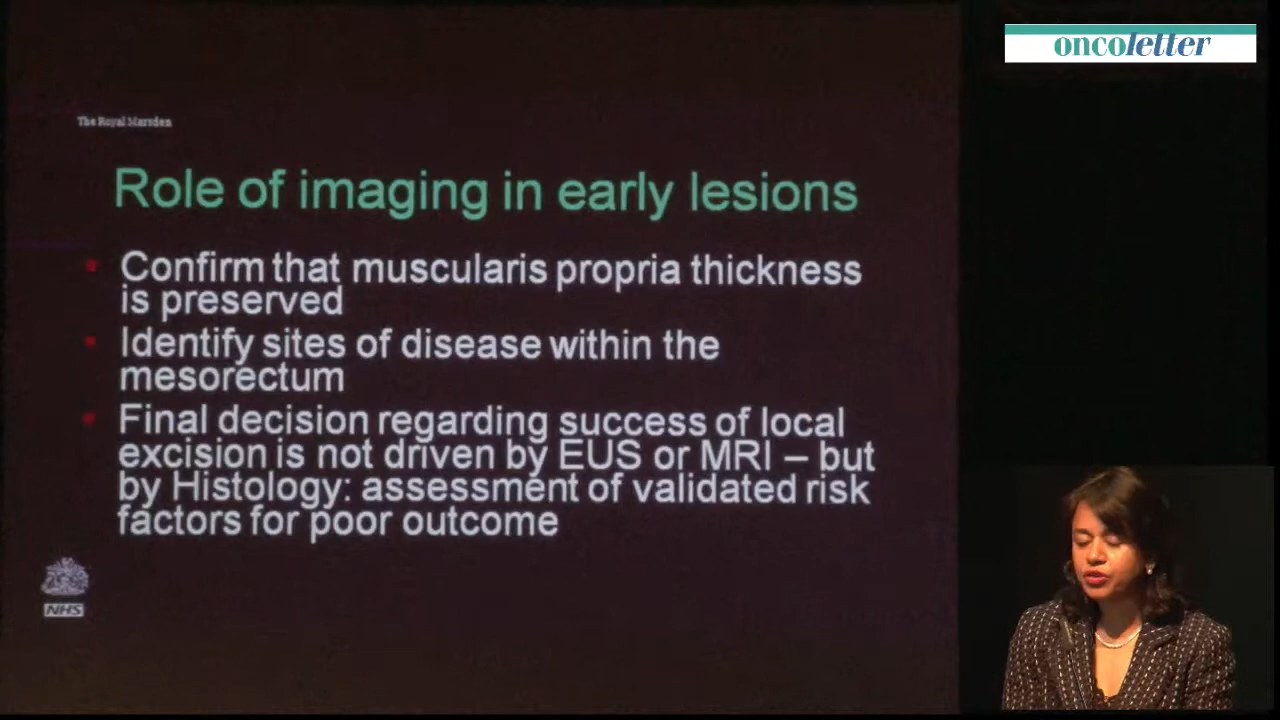 oncoletter
The Royal Marsden
Role of imaging in early lesions
Confirm that muscularis propria thickness
is preserved
Identify sites of disease within the
mesorectum
Final decision regarding success of local
excision is not driven by EUS or MRI – but
by Histology: assessment of validated risk
factors for poor outcome
NHS